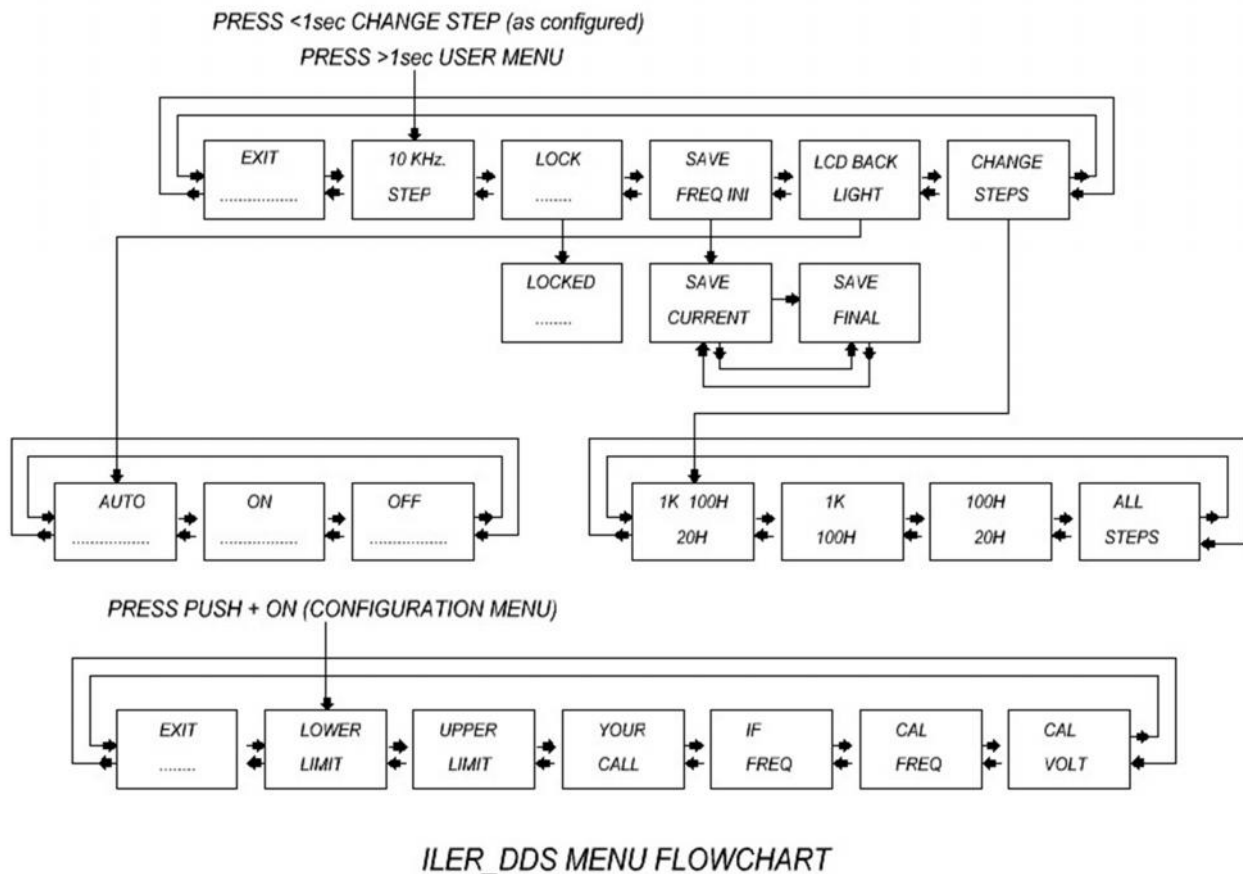 PRESS <1sec CHANGE STEP (as configured)
PRESS >1sec USER MENU
EXIT
.................
10 KHz.
STEP
LOCK
........
SAVE
FREQ INI
LCD BACK
LIGHT
CHANGE
STEPS
LOCKED
........
SAVE
CURRENT
SAVE
FINAL
AUTO
.................
ON
.................
OFF
.................
1K 100H
20H
1K
100H
100H
20H
ALL
STEPS
PRESS PUSH + ON (CONFIGURATION MENU)
EXIT
........
LOWER
LIMIT
UPPER
LIMIT
YOUR
CALL
IF
FREQ
CAL
FREQ
CAL
VOLT
ILER_DDS MENU FLOWCHART